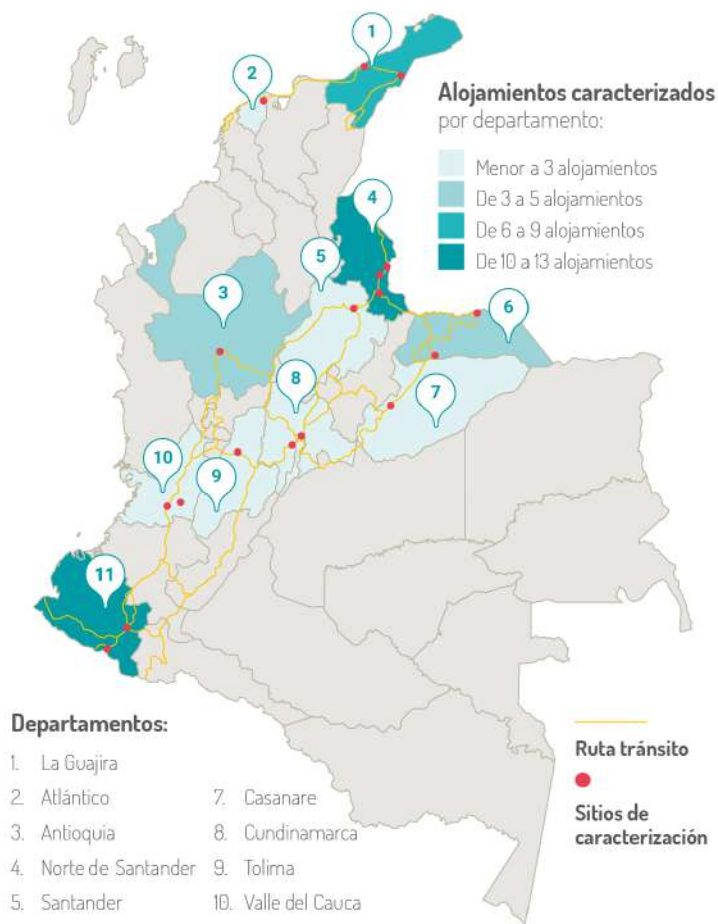 1
2
Alojamientos caracterizados
por departamento:
Menor a 3 alojamientos
De 3 a 5 alojamientos
De 6 a 9 alojamientos
De 10 a 13 alojamientos
4
5
3
6
8
7
10
9
11
Departamentos:
1. La Guajira
2. Atlántico
3. Antioquia
4. Norte de Santander
5. Santander
7. Casanare
8. Cundinamarca
9. Tolima
10. Valle del Cauca
Ruta tránsito
Sitios de
caracterización